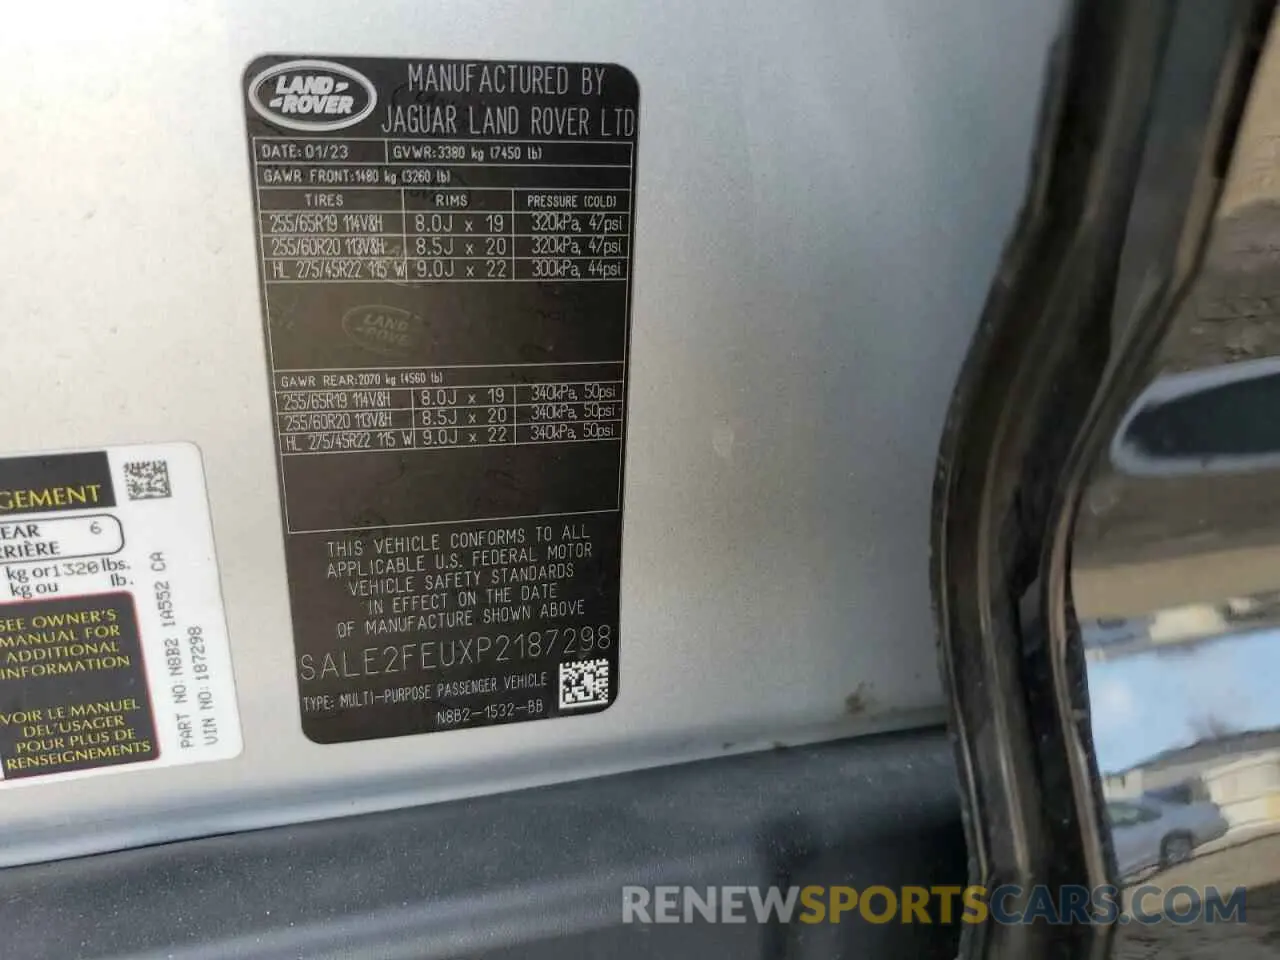 LAND-
-ROVER
MANUFACTURED BY
JAGUAR LAND ROVER LTD
DATE: 01/23 GVWR:3380 kg (7450 lb)
GAWR FRONT:1480 kg (3260 lb)
TIRES RIMS PRESSURE (COLD)
255/65R19 114V&H 8.0J x 19 320kPa, 47psi
255/60R20 113V&H 8.5J x 20 320kPa, 47psi
HL 275/45R22 115 W 9.0J x 22 300kPa, 44psi
LAND
ROVE
GAWR REAR:2070 kg (4560 lb)
255/65R19 114V&H 8.0J x 19 340kPa, 50psi
255/60R20 113V&H 8.5J x 20 340kPa, 50psi
HL 275/45R22 115 W 9.0J x 22 340kPa, 50psi
THIS VEHICLE CONFORMS TO ALL
APPLICABLE U.S. FEDERAL MOTOR
VEHICLE SAFETY STANDARDS
IN EFFECT ON THE DATE
OF MANUFACTURE SHOWN ABOVE
SALE2FEUXP2187298
TYPE: MULTI-PURPOSE PASSENGER VEHICLE
N8B2-1532-BB
GEMENT
EAR 6
RRIÈRE
kg or 1320 lbs.
kg ou lb.
SEE OWNER'S
MANUAL FOR
ADDITIONAL
INFORMATION
VOIR LE MANUEL
DE L'USAGER
POUR PLUS DE
RENSEIGNEMENTS
PART NO: N8B2 1A552 CA
VIN NO: 187298
RENEWSPORTSCARS.COM